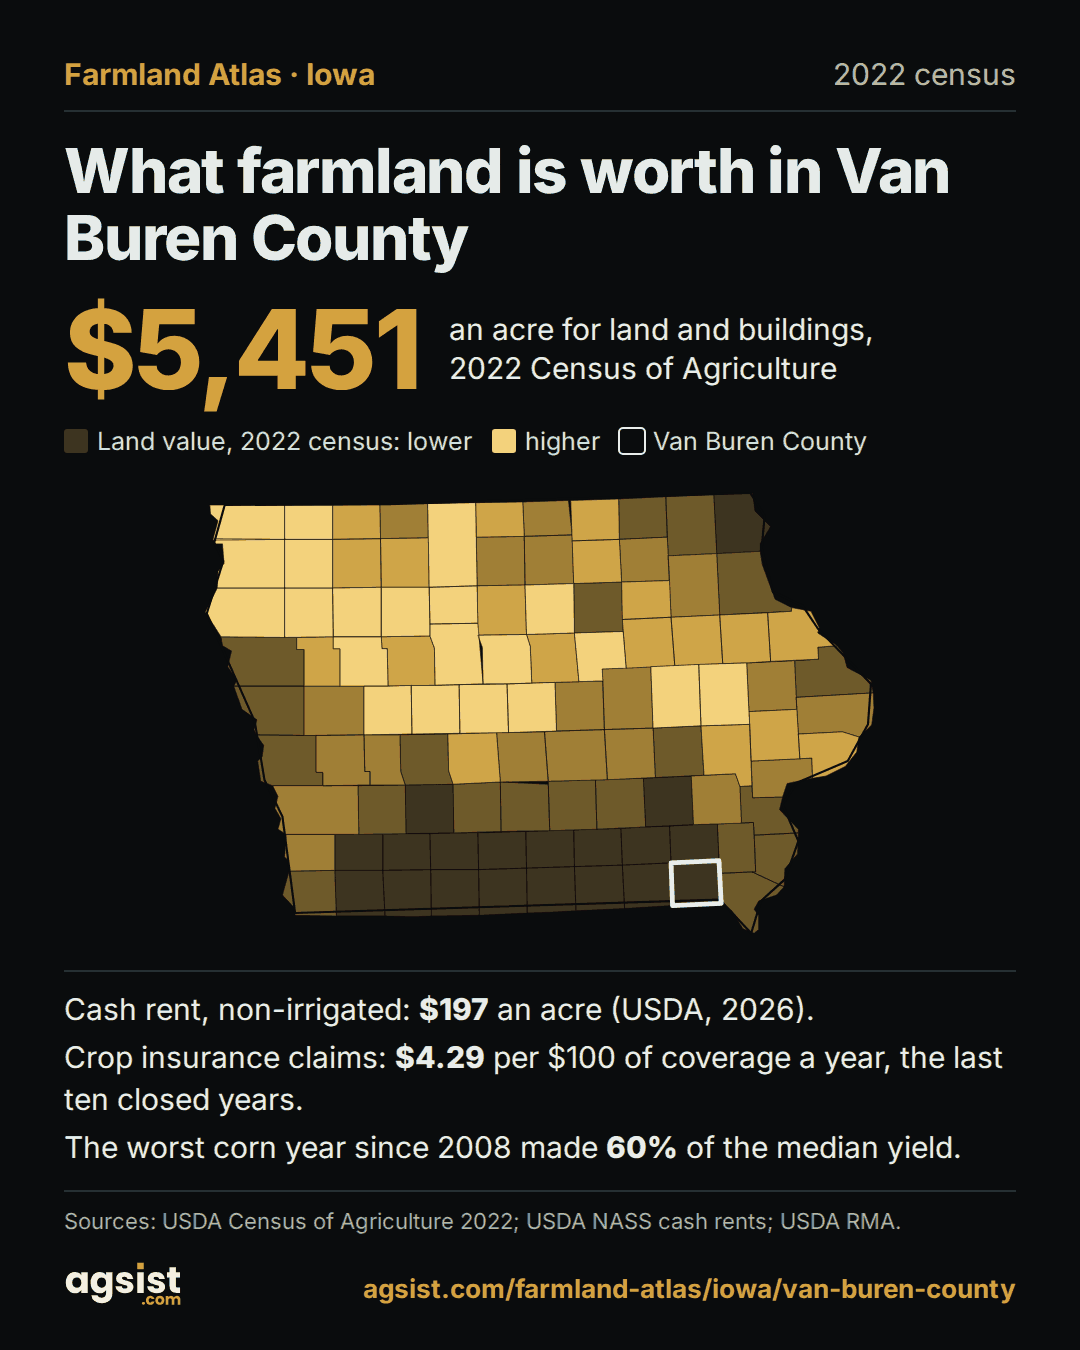 Farmland Atlas · Iowa
2022 census
What farmland is worth in Van
Buren County
$5,451
an acre for land and buildings,
2022 Census of Agriculture
Land value, 2022 census: lower
higher
Van Buren County
Cash rent, non-irrigated: $197 an acre (USDA, 2026).
Crop insurance claims: $4.29 per $100 of coverage a year, the last
ten closed years.
The worst corn year since 2008 made 60% of the median yield.
Sources: USDA Census of Agriculture 2022; USDA NASS cash rents; USDA RMA.
agsist
.com
agsist.com/farmland-atlas/iowa/van-buren-county